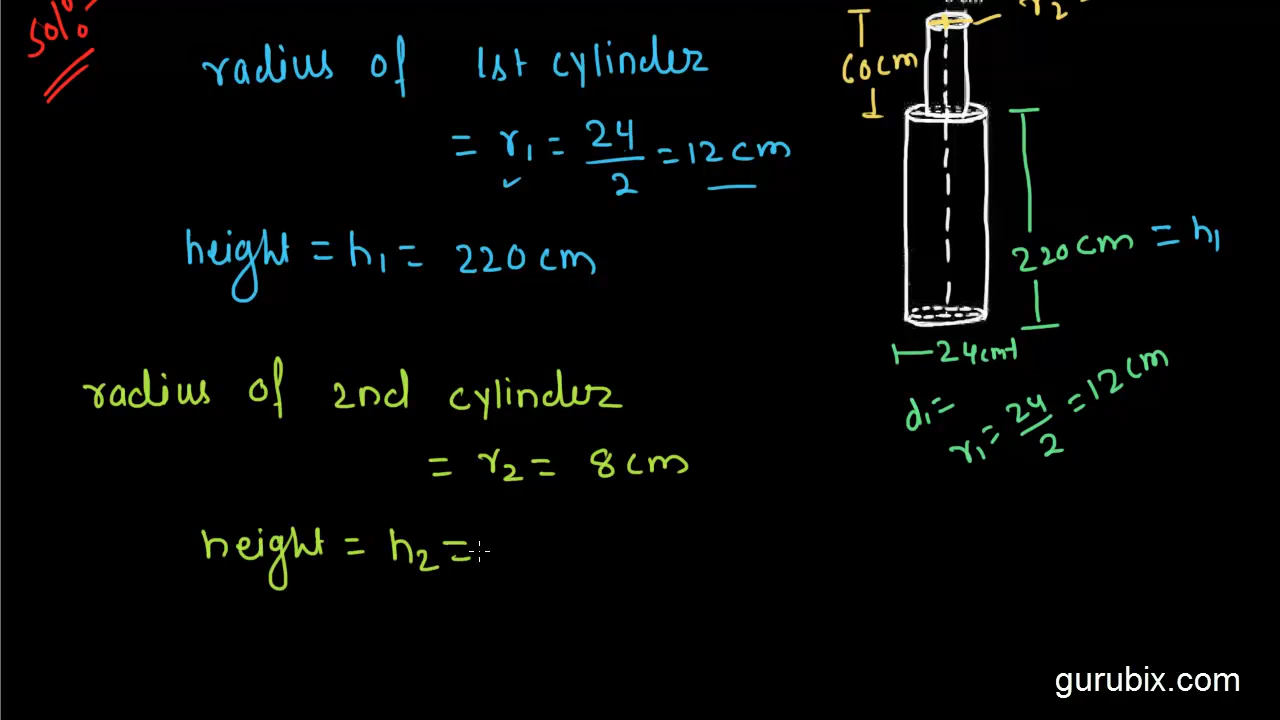 Sol%
radius of 1st cylinder
= r₁ = 24/2 = 12 cm
height = h₁ = 220 cm
radius of 2nd cylinder
= r₂ = 8 cm
height = h₂ =
60cm
220cm = h₁
24cm
d₁ =
r₁ = 24/2 = 12 cm
gurubix.com